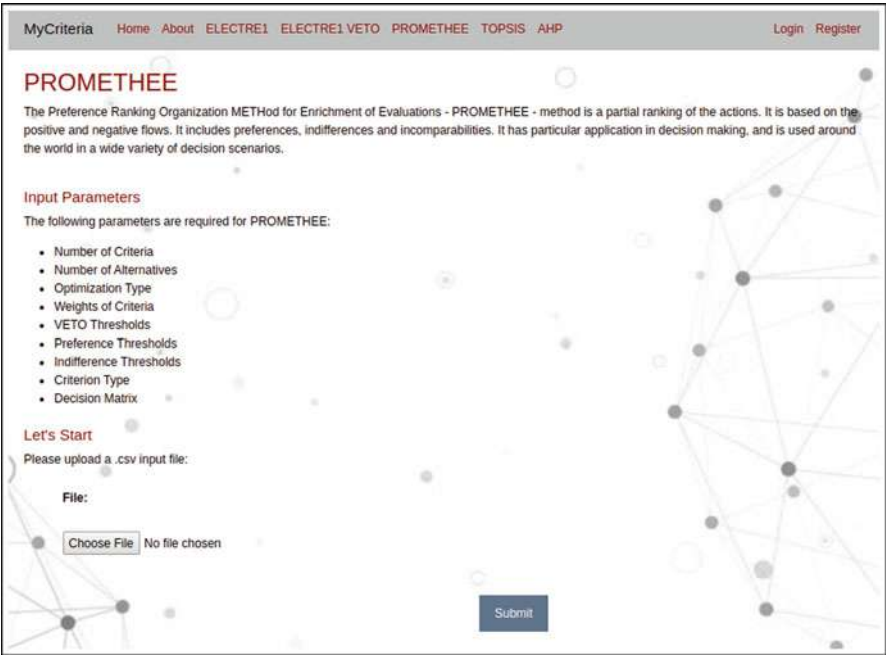 MyCriteria Home About ELECTRE1 ELECTRE1 VETO PROMETHEE TOPSIS AHP Login Register
PROMETHEE
The Preference Ranking Organization METHod for Enrichment of Evaluations - PROMETHEE - method is a partial ranking of the actions. It is based on the
positive and negative flows. It includes preferences, indifferences and incomparabilities. It has particular application in decision making, and is used around
the world in a wide variety of decision scenarios.
Input Parameters
The following parameters are required for PROMETHEE:
• Number of Criteria
• Number of Alternatives
• Optimization Type
• Weights of Criteria
• VETO Thresholds
• Preference Thresholds
• Indifference Thresholds
• Criterion Type
• Decision Matrix
Let's Start
Please upload a .csv input file:
File:
Choose File No file chosen
Submit